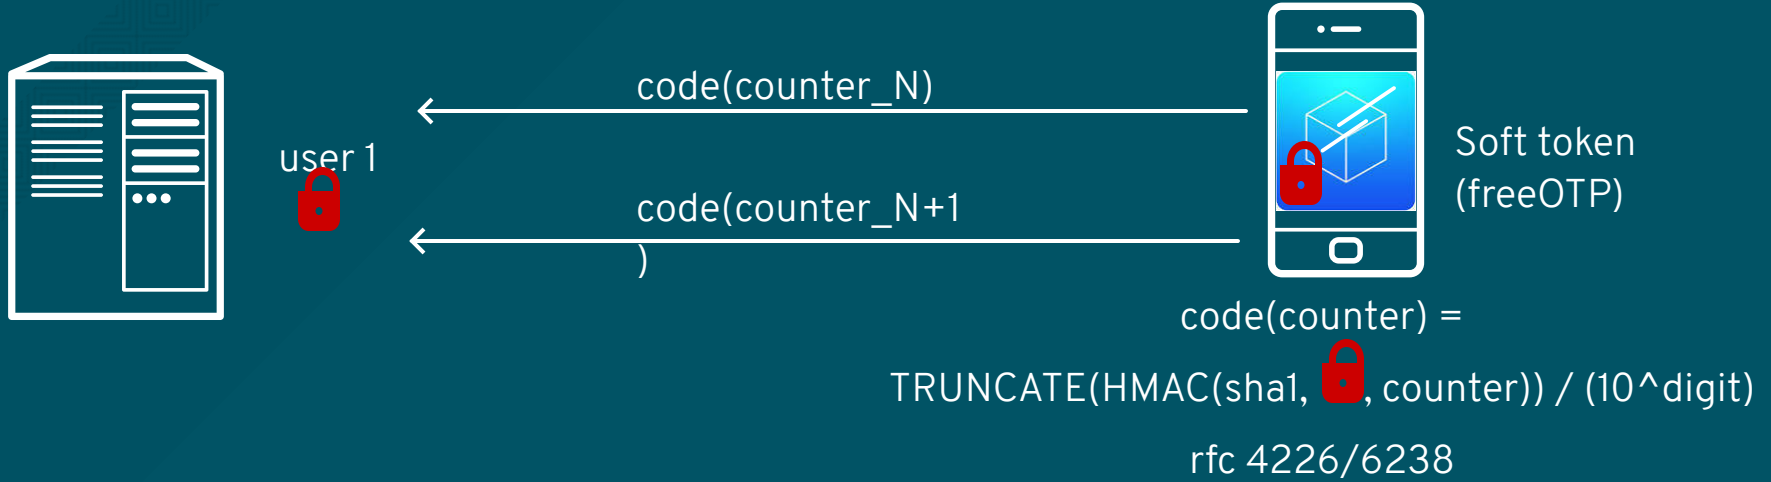 code(counter_N)
user 1
code(counter_N+1
)
Soft token
(freeOTP)
code(counter) =
TRUNCATE(HMAC(sha1, , counter)) / (10^digit)
rfc 4226/6238